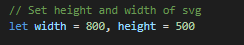 // Set height and width of svg
let width = 800, height = 500